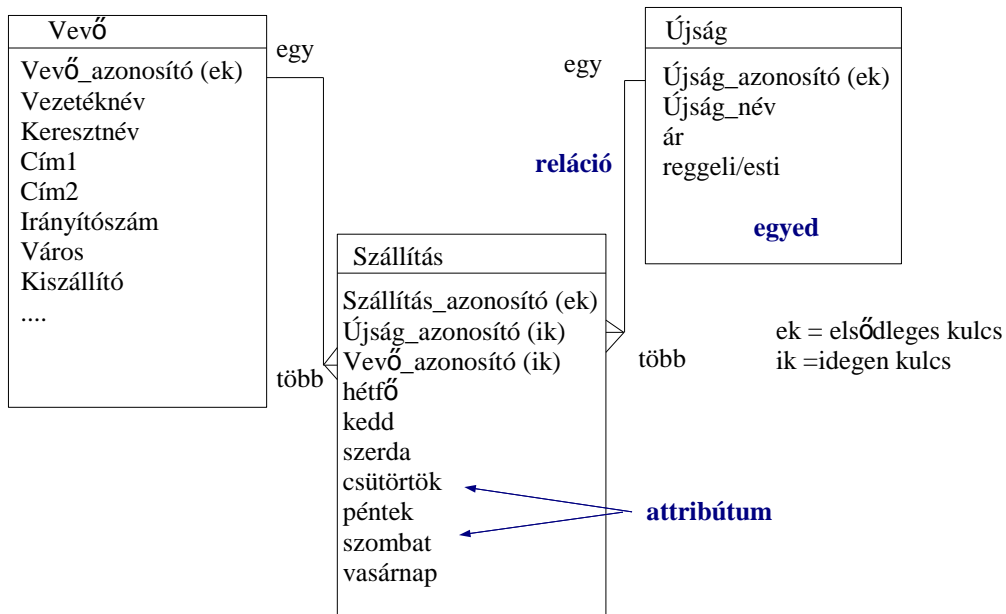 Vevő
Vevő_azonosító (ek)
Vezetéknév
Keresztnév
Cím1
Cím2
Irányítószám
Város
Kiszállító
....
egy
több
Újság
Újság_azonosító (ek)
Újság_név
ár
reggeli/esti
egyed
egy
reláció
Szállítás
Szállítás_azonosító (ek)
Újság_azonosító (ik)
Vevő_azonosító (ik)
hétfő
kedd
szerda
csütörtök
péntek
szombat
vasárnap
több
ek = elsődleges kulcs
ik =idegen kulcs
attribútum